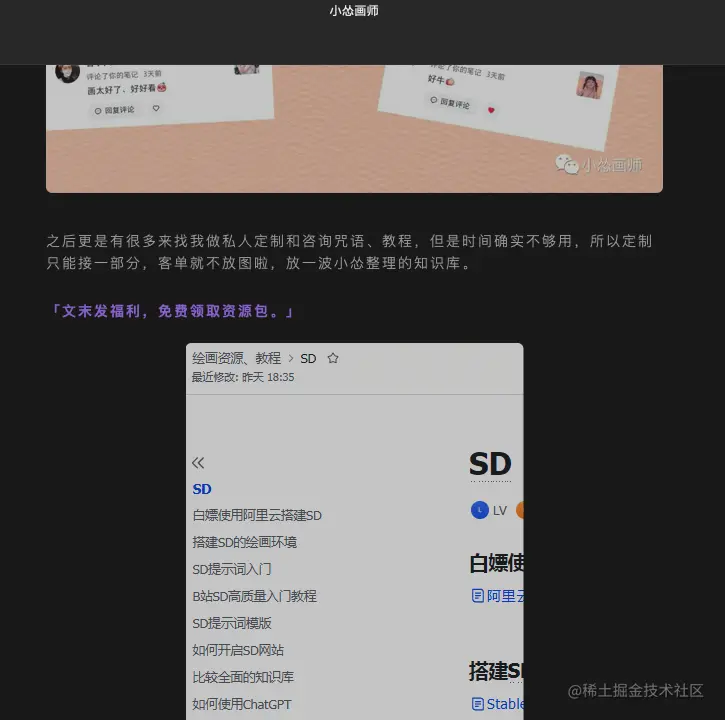 小怂画师
评论了你的笔记 3天前
画太好了、好好看
回复评论
评论了你的笔记 3天前
好牛
回复评论
小怂画师
之后更是有很多来找我做私人定制和咨询咒语、教程，但是时间确实不够用，所以定制
只能接一部分，客单就不放图啦，放一波小怂整理的知识库。
「文末发福利，免费领取资源包。」
绘画资源、教程 > SD
最近修改: 昨天 18:35
SD
白嫖使用阿里云搭建SD
搭建SD的绘画环境
SD提示词入门
B站SD高质量入门教程
SD提示词模版
如何开启SD网站
比较全面的知识库
如何使用ChatGPT
SD
L LV
白嫖使
阿里云
搭建SD
Stable
@稀土掘金技术社区